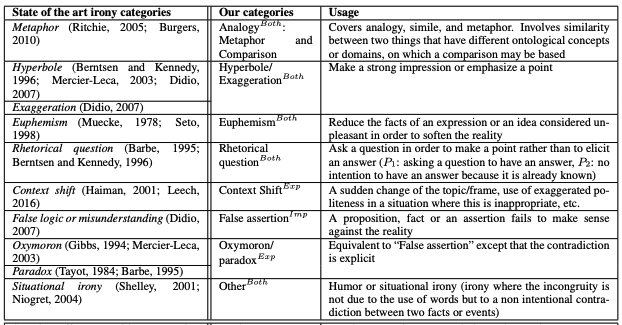 State of the art irony categories Our categories Usage
Metaphor (Ritchie, 2005; Burgers, 2010) Analogy^Both: Metaphor and Comparison Covers analogy, simile, and metaphor. Involves similarity between two things that have different ontological concepts or domains, on which a comparison may be based
Hyperbole (Berntsen and Kennedy, 1996; Mercier-Leca, 2003; Didio, 2007) Hyperbole/ Exaggeration^Both Make a strong impression or emphasize a point
Exaggeration (Didio, 2007)
Euphemism (Muecke, 1978; Seto, 1998) Euphemism^Both Reduce the facts of an expression or an idea considered unpleasant in order to soften the reality
Rhetorical question (Barbe, 1995; Berntsen and Kennedy, 1996) Rhetorical question^Both Ask a question in order to make a point rather than to elicit an answer (P1: asking a question to have an answer, P2: no intention to have an answer because it is already known)
Context shift (Haiman, 2001; Leech, 2016) Context Shift^Exp A sudden change of the topic/frame, use of exaggerated politeness in a situation where this is inappropriate, etc.
False logic or misunderstanding (Didio, 2007) False assertion^Imp A proposition, fact or an assertion fails to make sense against the reality
Oxymoron (Gibbs, 1994; Mercier-Leca, 2003) Oxymoron/ paradox^Exp Equivalent to “False assertion” except that the contradiction is explicit
Paradox (Tayot, 1984; Barbe, 1995)
Situational irony (Shelley, 2001; Niogret, 2004) Other^Both Humor or situational irony (irony where the incongruity is not due to the use of words but to a non intentional contradiction between two facts or events)